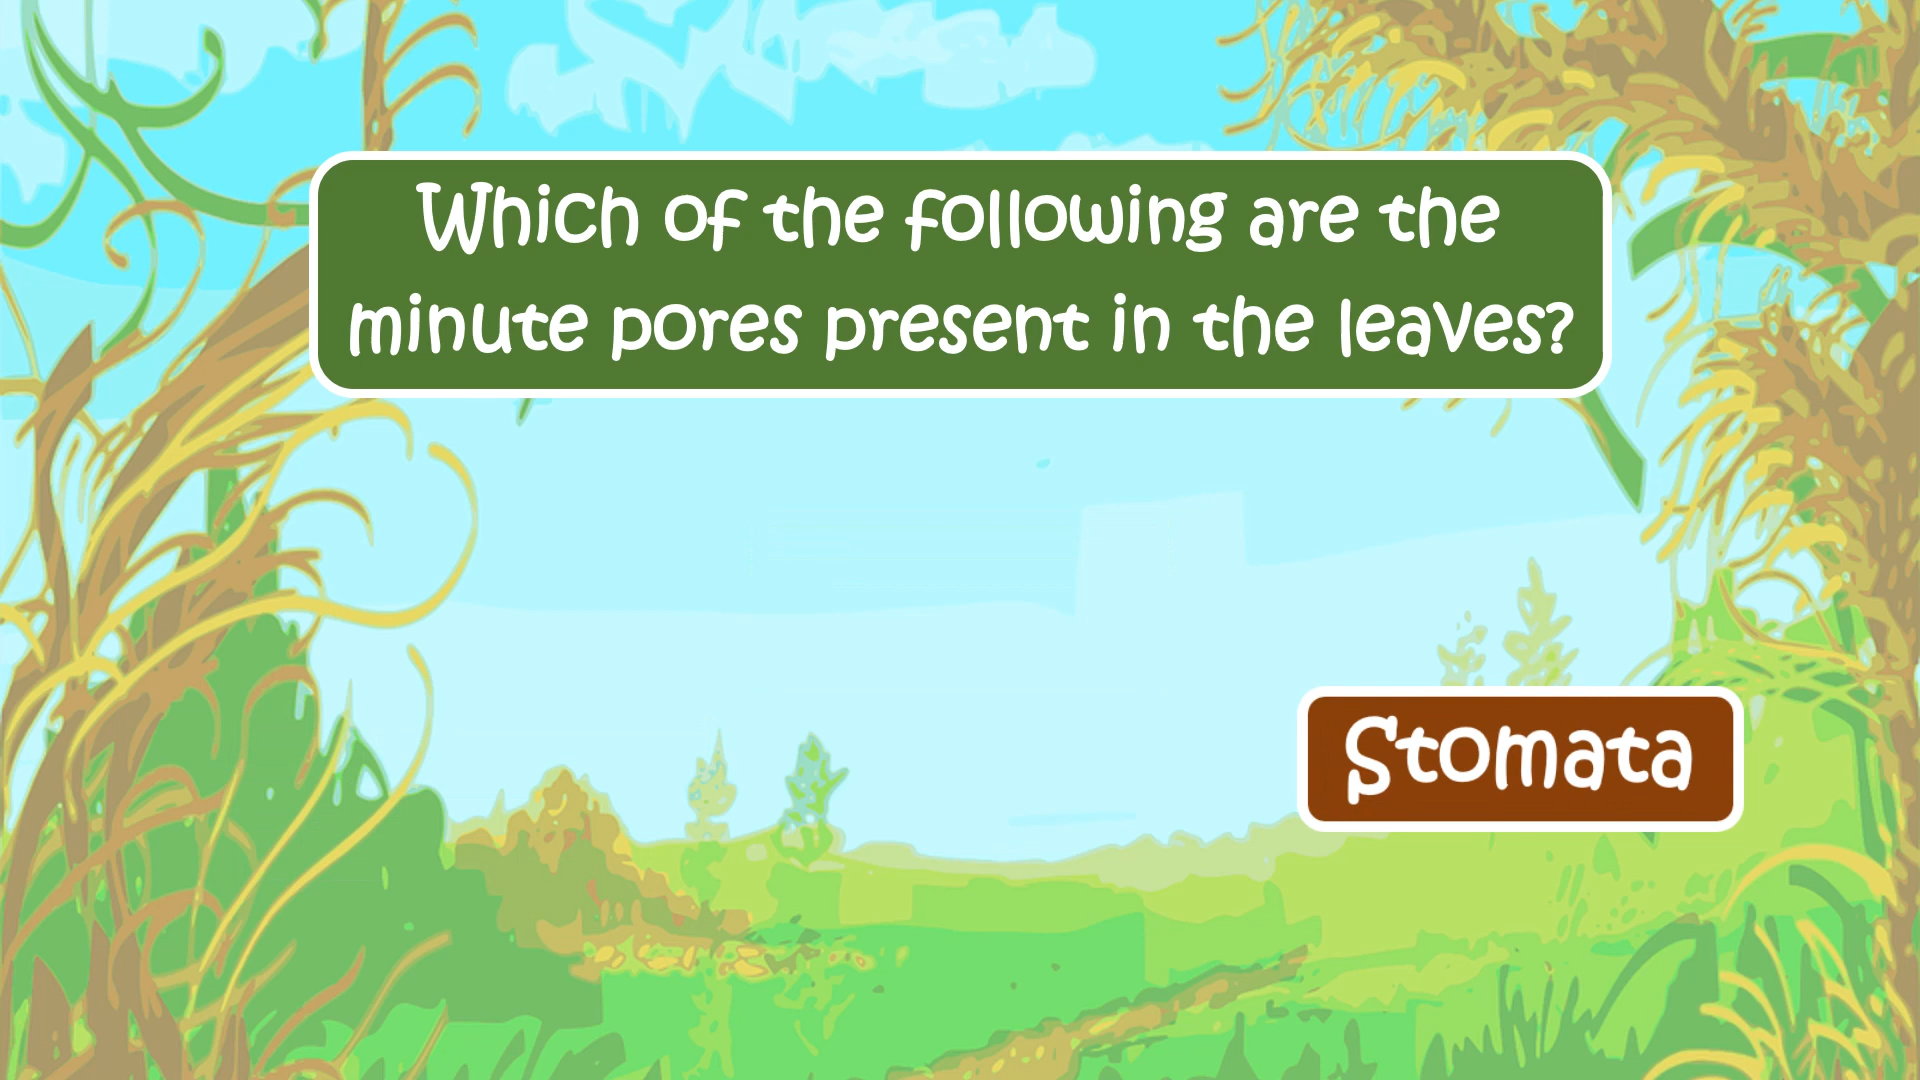 Which of the following are the
minute pores present in the leaves?
Stomata